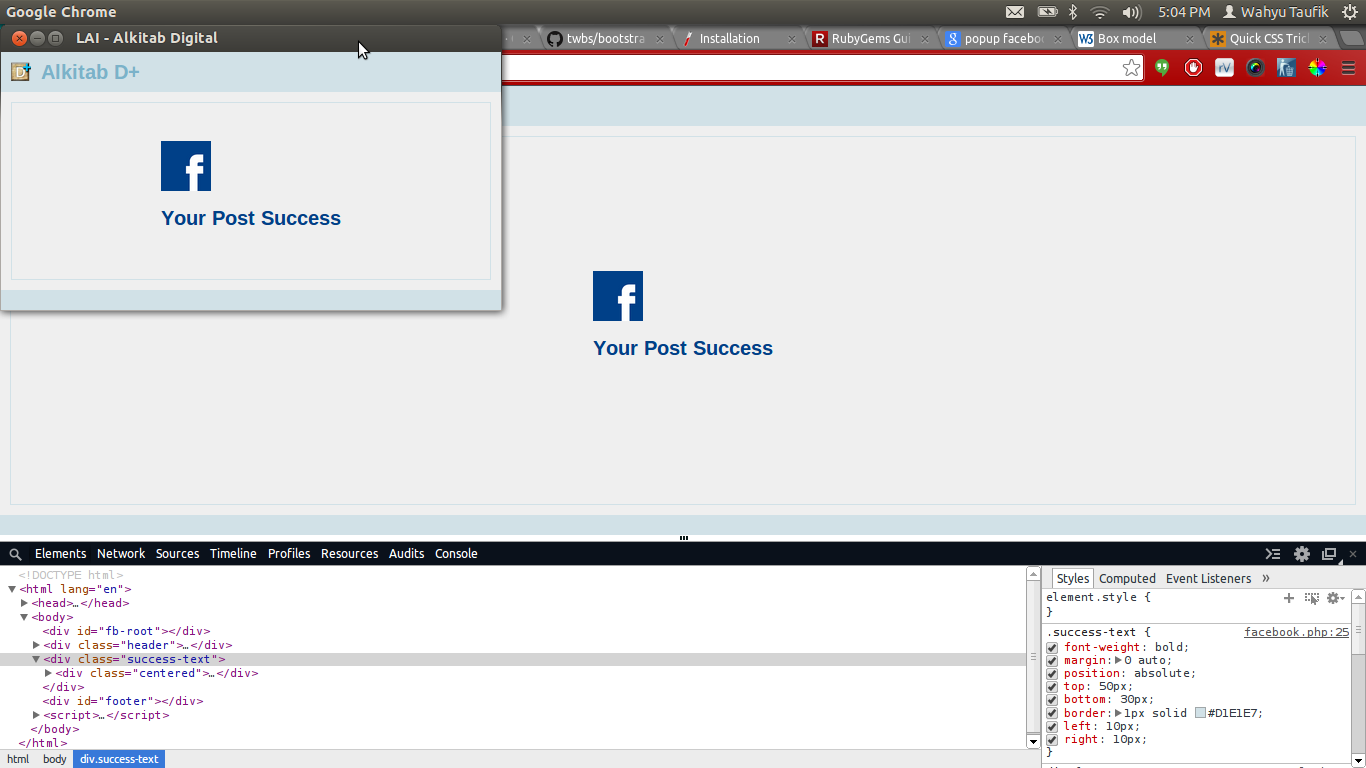 Google Chrome
5:04 PM Wahyu Taufik
LAI - Alkitab Digital
twbs/bootstra
Installation
RubyGems Gui
popup facebo
Box model
Quick CSS Tric
Alkitab D+
Your Post Success
Your Post Success
Elements Network Sources Timeline Profiles Resources Audits Console
<!DOCTYPE html>
<html lang="en">
<head>…</head>
<body>
<div id="fb-root"></div>
<div class="header">…</div>
<div class="success-text">
<div class="centered">…</div>
</div>
<div id="footer"></div>
<script>…</script>
</body>
</html>
html body div.success-text
Styles Computed Event Listeners »
element.style {
}
.success-text { facebook.php:25
font-weight: bold;
margin: 0 auto;
position: absolute;
top: 50px;
bottom: 30px;
border: 1px solid #D1E1E7;
left: 10px;
right: 10px;
}